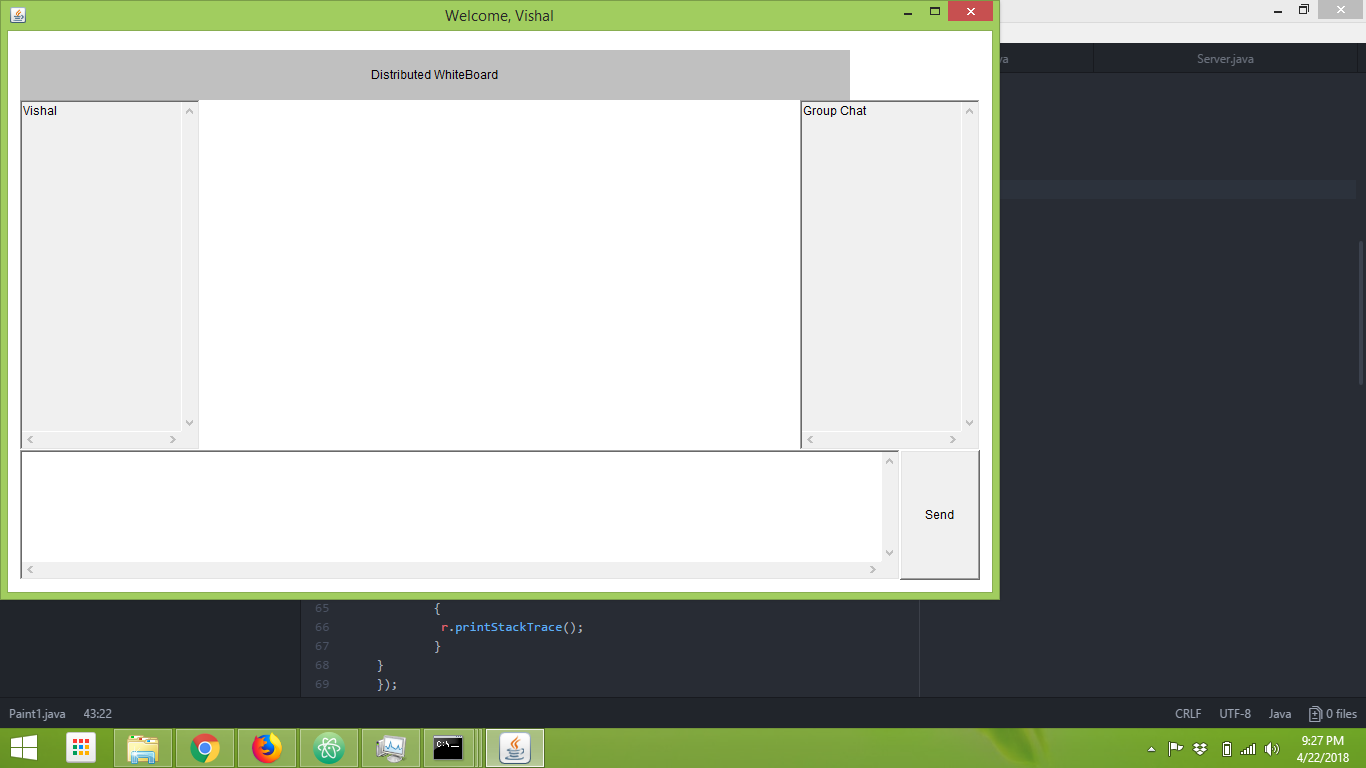 Welcome, Vishal
va
Server.java
Distributed WhiteBoard
Vishal
Group Chat
Send
65 {
66 r.printStackTrace();
67 }
68 }
69 });
Paint1.java 43:22
CRLF UTF-8 Java 0 files
C:\._
9:27 PM
4/22/2018